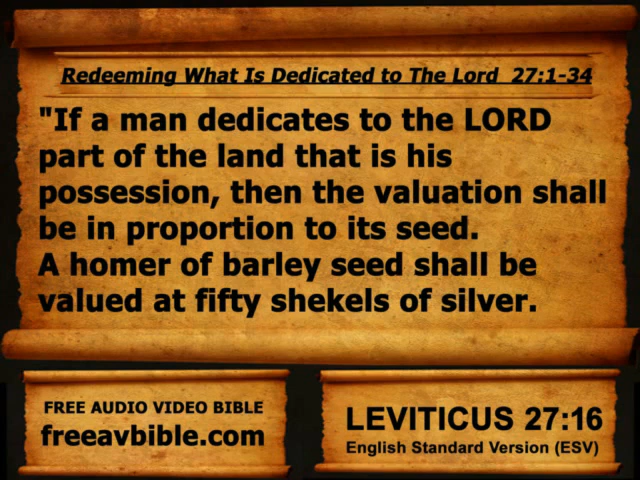 Redeeming What Is Dedicated to The Lord  27:1-34
"If a man dedicates to the LORD
part of the land that is his
possession, then the valuation shall
be in proportion to its seed.
A homer of barley seed shall be
valued at fifty shekels of silver.
FREE AUDIO VIDEO BIBLE
freeavbible.com
LEVITICUS 27:16
English Standard Version (ESV)